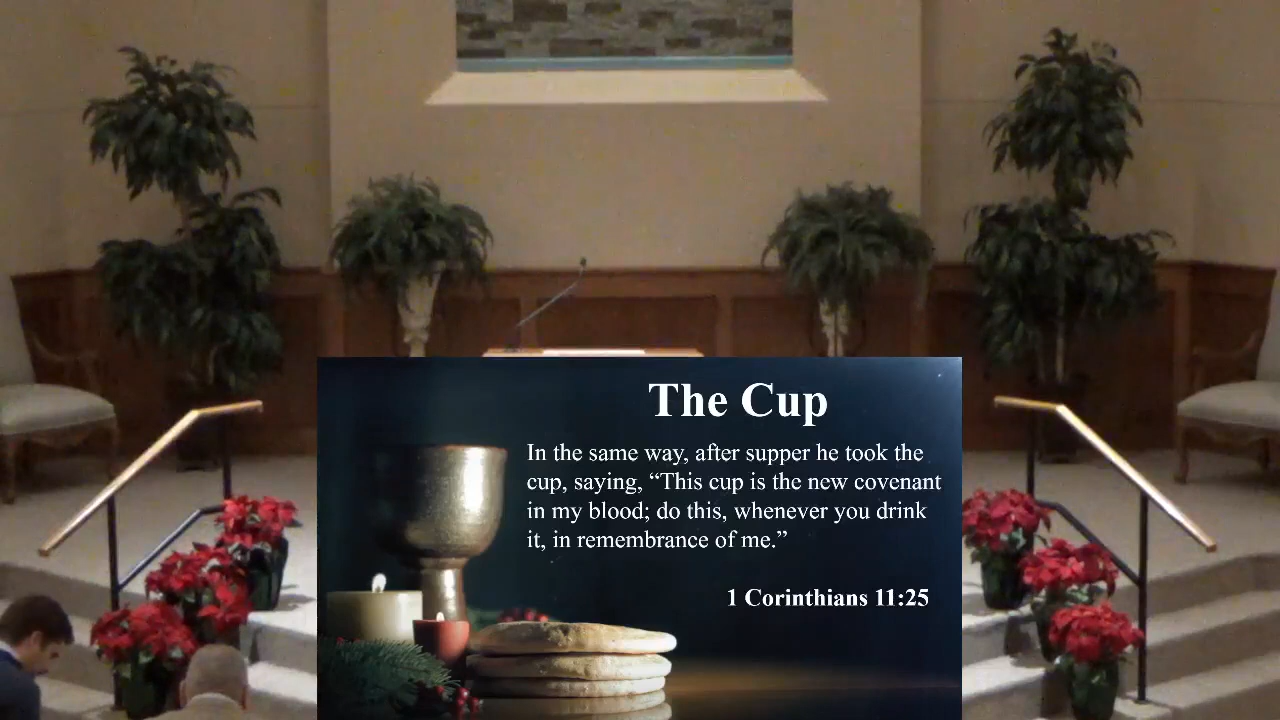 The Cup
In the same way, after supper he took the
cup, saying, “This cup is the new covenant
in my blood; do this, whenever you drink
it, in remembrance of me.”
1 Corinthians 11:25